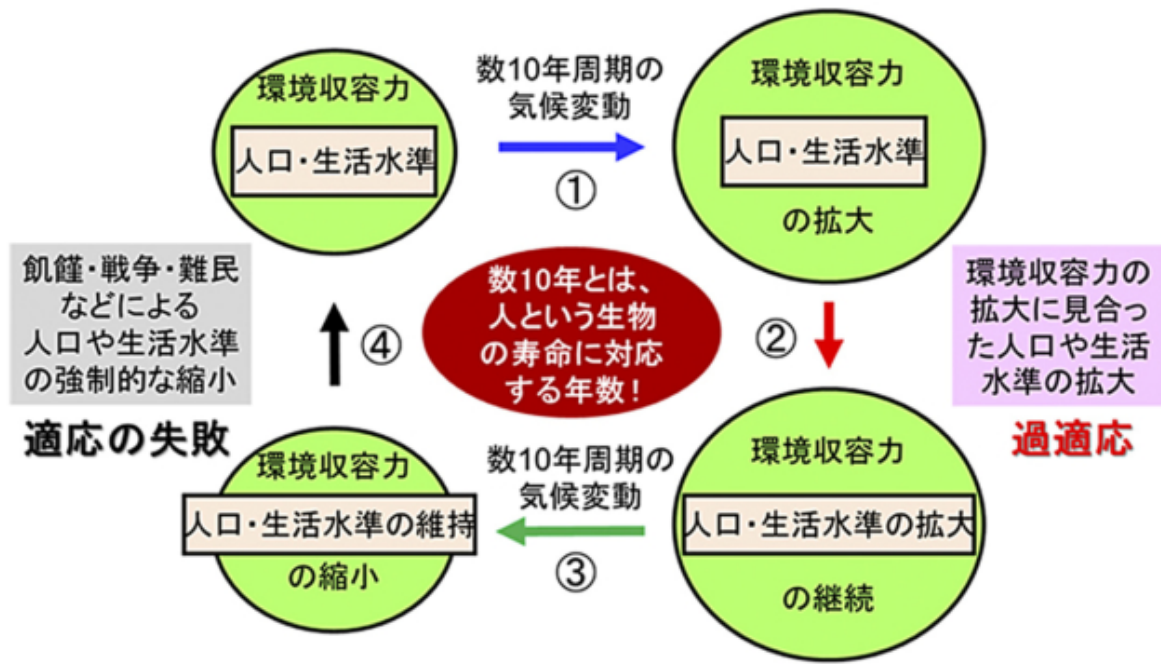 環境収容力
人口・生活水準
数10年周期の
気候変動
①
環境収容力
人口・生活水準
の拡大
飢饉・戦争・難民
などによる
人口や生活水準
の強制的な縮小
適応の失敗
④
数10年とは、
人という生物
の寿命に対応
する年数！
②
環境収容力の
拡大に見合っ
た人口や生活
水準の拡大
過適応
環境収容力
人口・生活水準の維持
の縮小
数10年周期の
気候変動
③
環境収容力
人口・生活水準の拡大
の継続